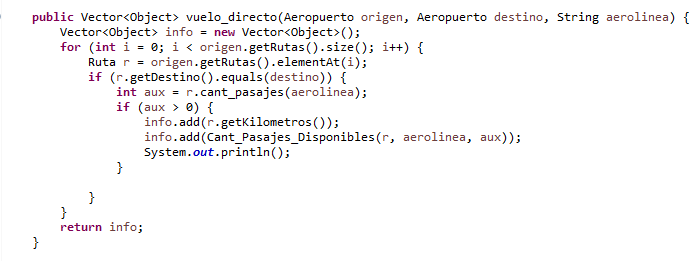 public Vector<Object> vuelo_directo(Aeropuerto origen, Aeropuerto destino, String aerolinea) {
Vector<Object> info = new Vector<Object>();
for (int i = 0; i < origen.getRutas().size(); i++) {
Ruta r = origen.getRutas().elementAt(i);
if (r.getDestino().equals(destino)) {
int aux = r.cant_pasajes(aerolinea);
if (aux > 0) {
info.add(r.getKilometros());
info.add(Cant_Pasajes_Disponibles(r, aerolinea, aux));
System.out.println();
}
}
}
return info;
}